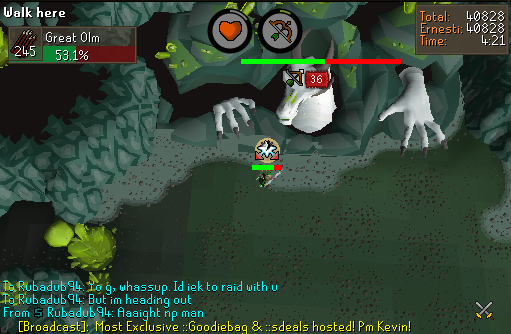 Walk here
Great Olm
245
53.1%
36
Total: 40828
Ernesti: 40828
Time: 4:21
To Rubadub94: Yo g, whassup. Id iek to raid with u
To Rubadub94: But im heading out
From S Rubadub94: Aaaight np man
[Broadcast]: Most Exclusive ::Goodiebag & ::sdeals hosted! Pm Kevin!